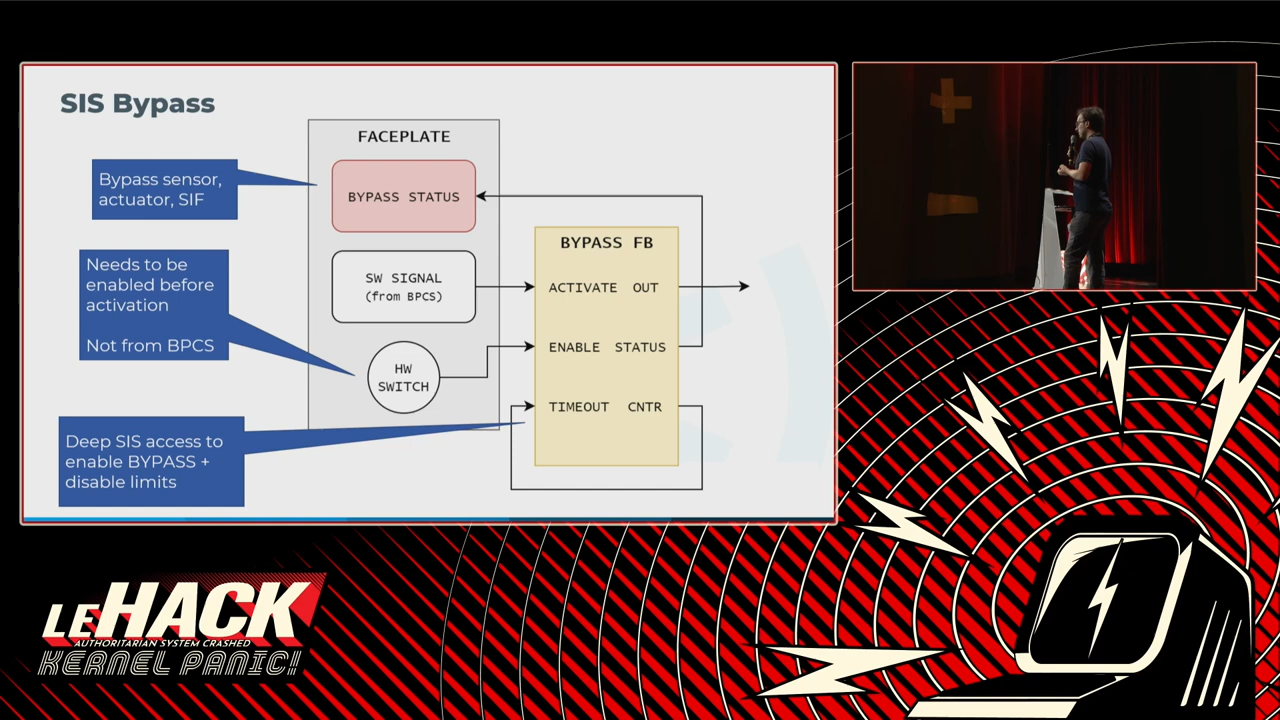 SIS Bypass
FACEPLATE
Bypass sensor,
actuator, SIF
BYPASS STATUS
Needs to be
enabled before
activation
Not from BPCS
SW SIGNAL
(from BPCS)
HW
SWITCH
BYPASS FB
ACTIVATE OUT
ENABLE STATUS
TIMEOUT CNTR
Deep SIS access to
enable BYPASS +
disable limits
LEHACK
AUTHORITARIAN SYSTEM CRASHED
KERNEL PANIC!